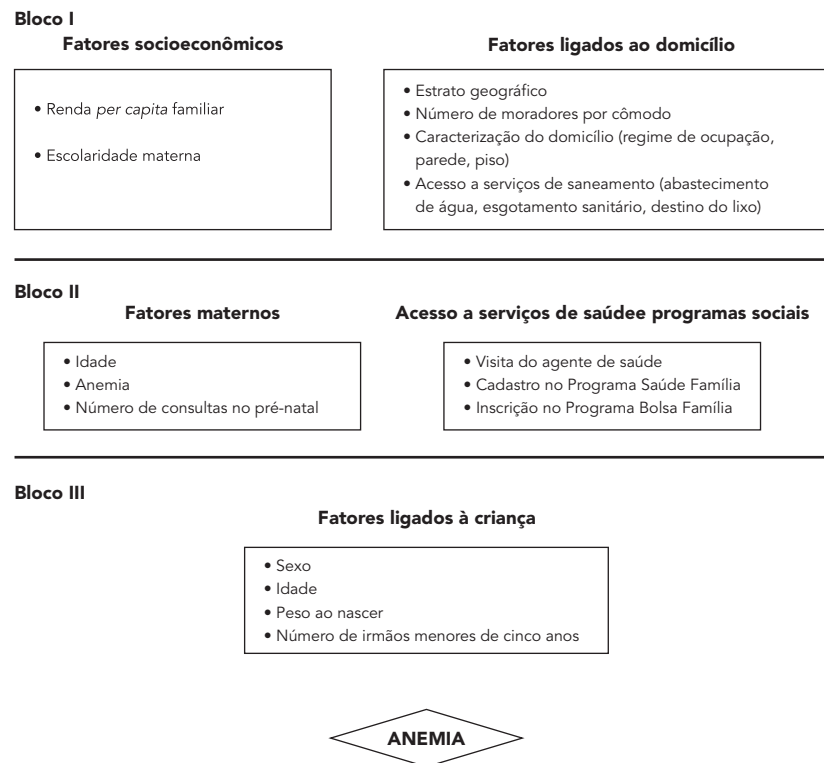 Bloco I
Fatores socioeconômicos
• Renda per capita familiar
• Escolaridade materna
Fatores ligados ao domicílio
• Estrato geográfico
• Número de moradores por cômodo
• Caracterização do domicílio (regime de ocupação,
parede, piso)
• Acesso a serviços de saneamento (abastecimento
de água, esgotamento sanitário, destino do lixo)
Bloco II
Fatores maternos
• Idade
• Anemia
• Número de consultas no pré-natal
Acesso a serviços de saúdee programas sociais
• Visita do agente de saúde
• Cadastro no Programa Saúde Família
• Inscrição no Programa Bolsa Família
Bloco III
Fatores ligados à criança
• Sexo
• Idade
• Peso ao nascer
• Número de irmãos menores de cinco anos
ANEMIA